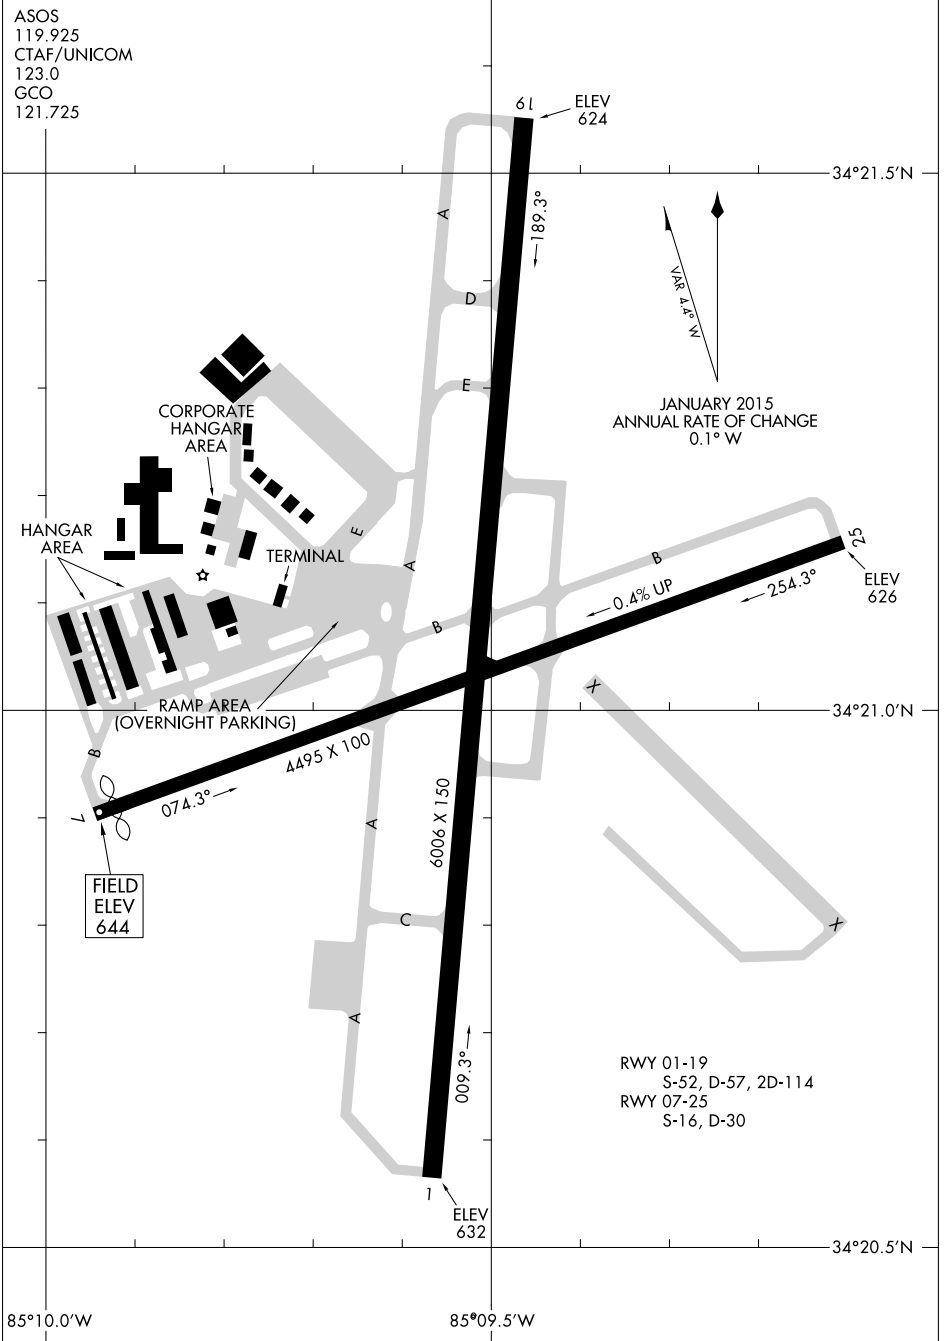 ASOS
119.925
CTAF/UNICOM
123.0
GCO
121.725
19
ELEV
624
34°21.5'N
A
189.3°
D
VAR 4.4° W
E
JANUARY 2015
ANNUAL RATE OF CHANGE
0.1° W
CORPORATE
HANGAR
AREA
HANGAR
AREA
E
TERMINAL
A
B
25
ELEV
626
0.4% UP
254.3°
B
RAMP AREA
(OVERNIGHT PARKING)
X
34°21.0'N
B
4495 X 100
074.3°
7
A
6006 X 150
FIELD
ELEV
644
C
X
A
009.3°
RWY 01-19
S-52, D-57, 2D-114
RWY 07-25
S-16, D-30
1
ELEV
632
34°20.5'N
85°10.0'W
85°09.5'W